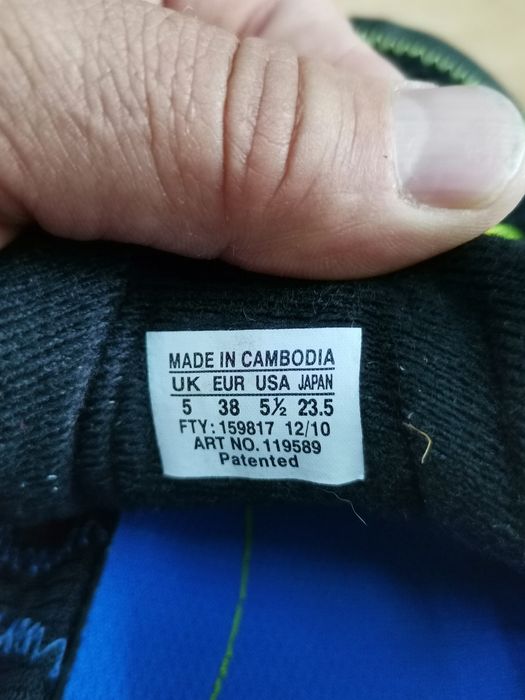 MADE IN CAMBODIA
UK EUR USA JAPAN
5 38 5½ 23.5
FTY: 159817 12/10
ART NO. 119589
Patented